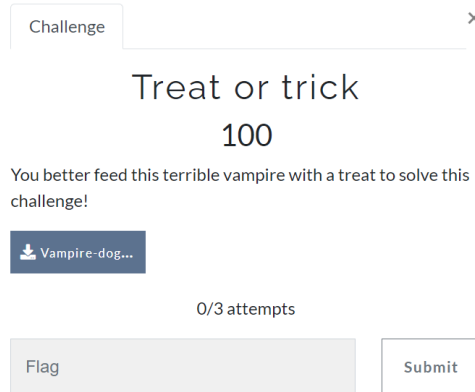 Challenge
×
Treat or trick
100
You better feed this terrible vampire with a treat to solve this
challenge!
Vampire-dog...
0/3 attempts
Flag
Submit